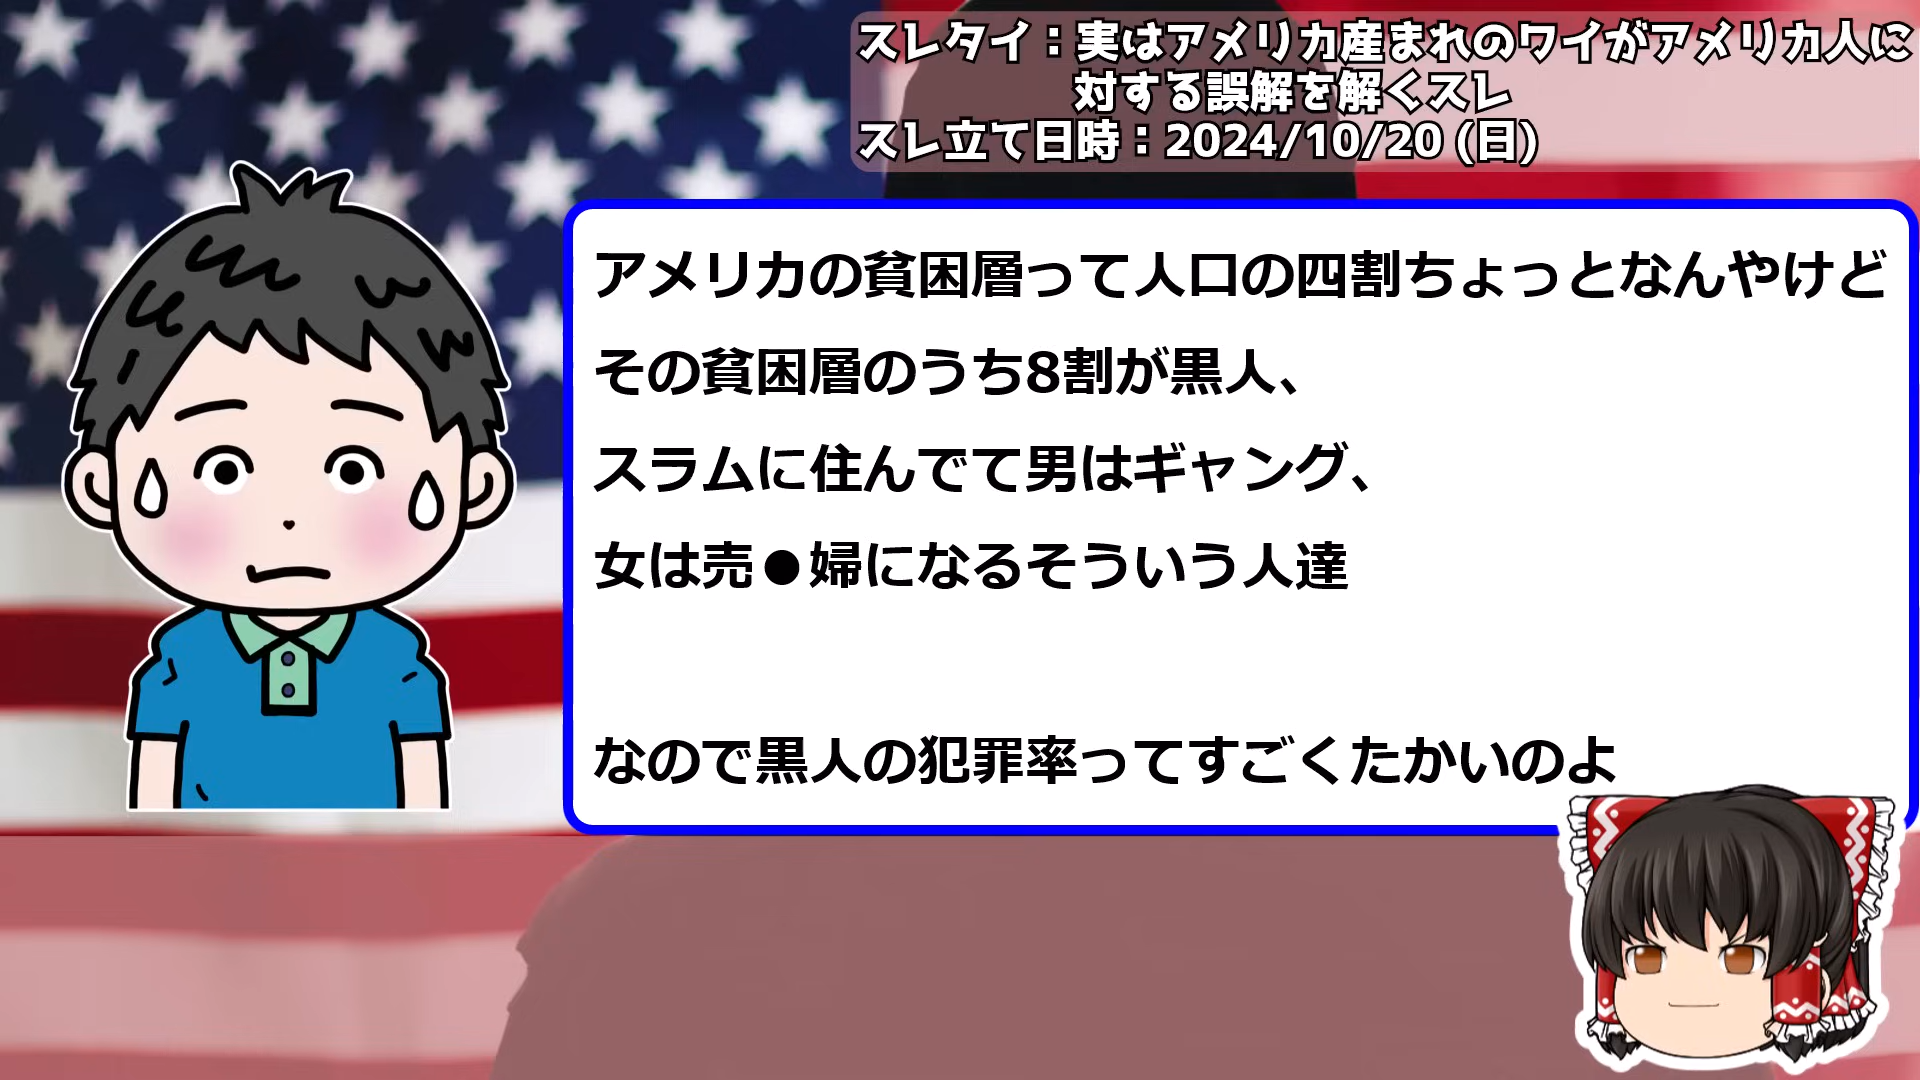 スレタイ：実はアメリカ産まれのワイがアメリカ人に
対する誤解を解くスレ
スレ立て日時：2024/10/20 (日)
アメリカの貧困層って人口の四割ちょっとなんやけど
その貧困層のうち8割が黒人、
スラムに住んでて男はギャング、
女は売●婦になるそういう人達
なので黒人の犯罪率ってすごくたかいのよ